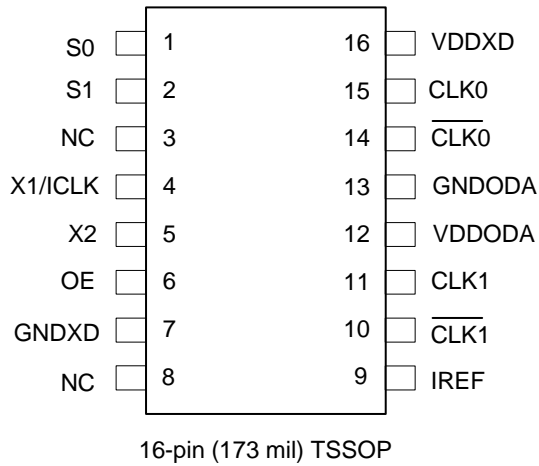 S0 1 16 VDDXD
S1 2 15 CLK0
NC 3 14 CLK0
X1/ICLK 4 13 GNDODA
X2 5 12 VDDODA
OE 6 11 CLK1
GNDXD 7 10 CLK1
NC 8 9 IREF
16-pin (173 mil) TSSOP